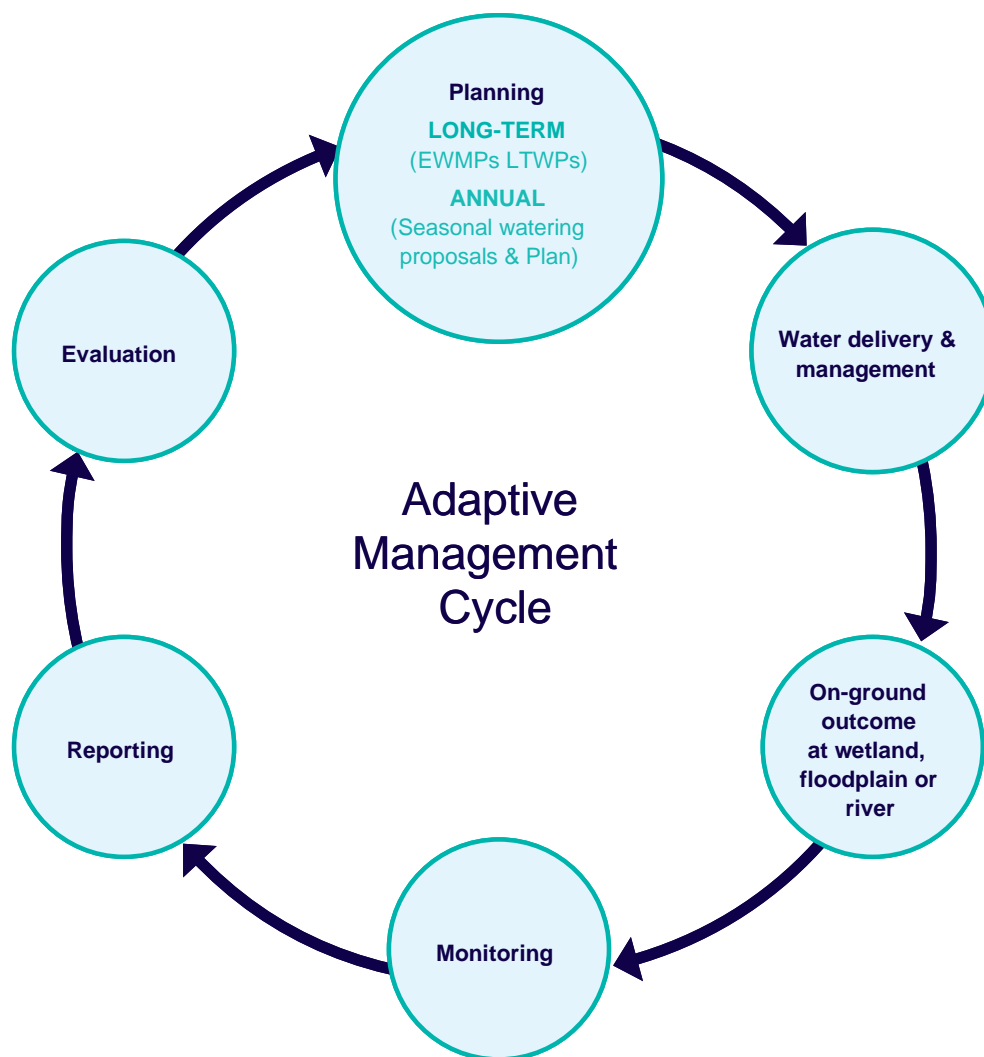 Planning
LONG-TERM
(EWMPs LTWPs)
ANNUAL
(Seasonal watering
proposals & Plan)
Water delivery &
management
On-ground
outcome
at wetland,
floodplain or
river
Monitoring
Reporting
Evaluation
Adaptive
Management
Cycle